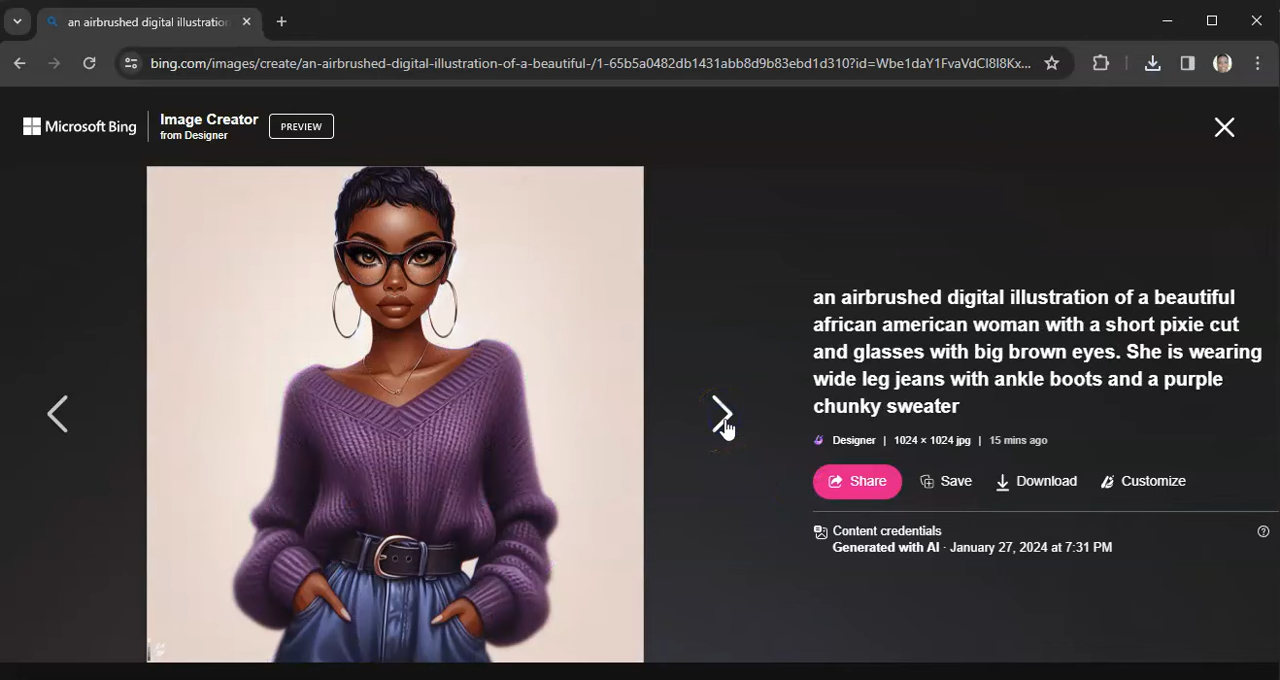 an airbrushed digital illustratio
bing.com/images/create/an-airbrushed-digital-illustration-of-a-beautiful-/1-65b5a0482db1431abb8d9b83ebd1d310?id=Wbe1daY1FvaVdCl8l8Kx...
Microsoft Bing
Image Creator
from Designer
PREVIEW
an airbrushed digital illustration of a beautiful
african american woman with a short pixie cut
and glasses with big brown eyes. She is wearing
wide leg jeans with ankle boots and a purple
chunky sweater
Designer | 1024 × 1024 jpg | 15 mins ago
Share Save Download Customize
Content credentials
Generated with AI · January 27, 2024 at 7:31 PM